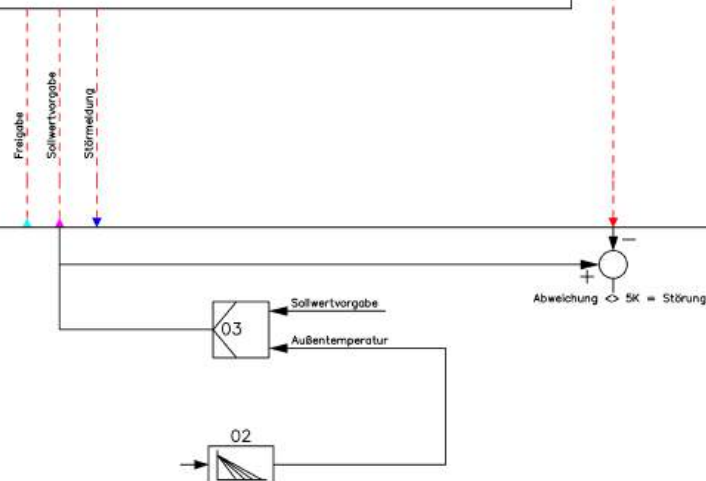 Freigabe
Sollwertvorgabe
Störmeldung
−
+
Abweichung <> 5K = Störung
Sollwertvorgabe
03
Außentemperatur
02